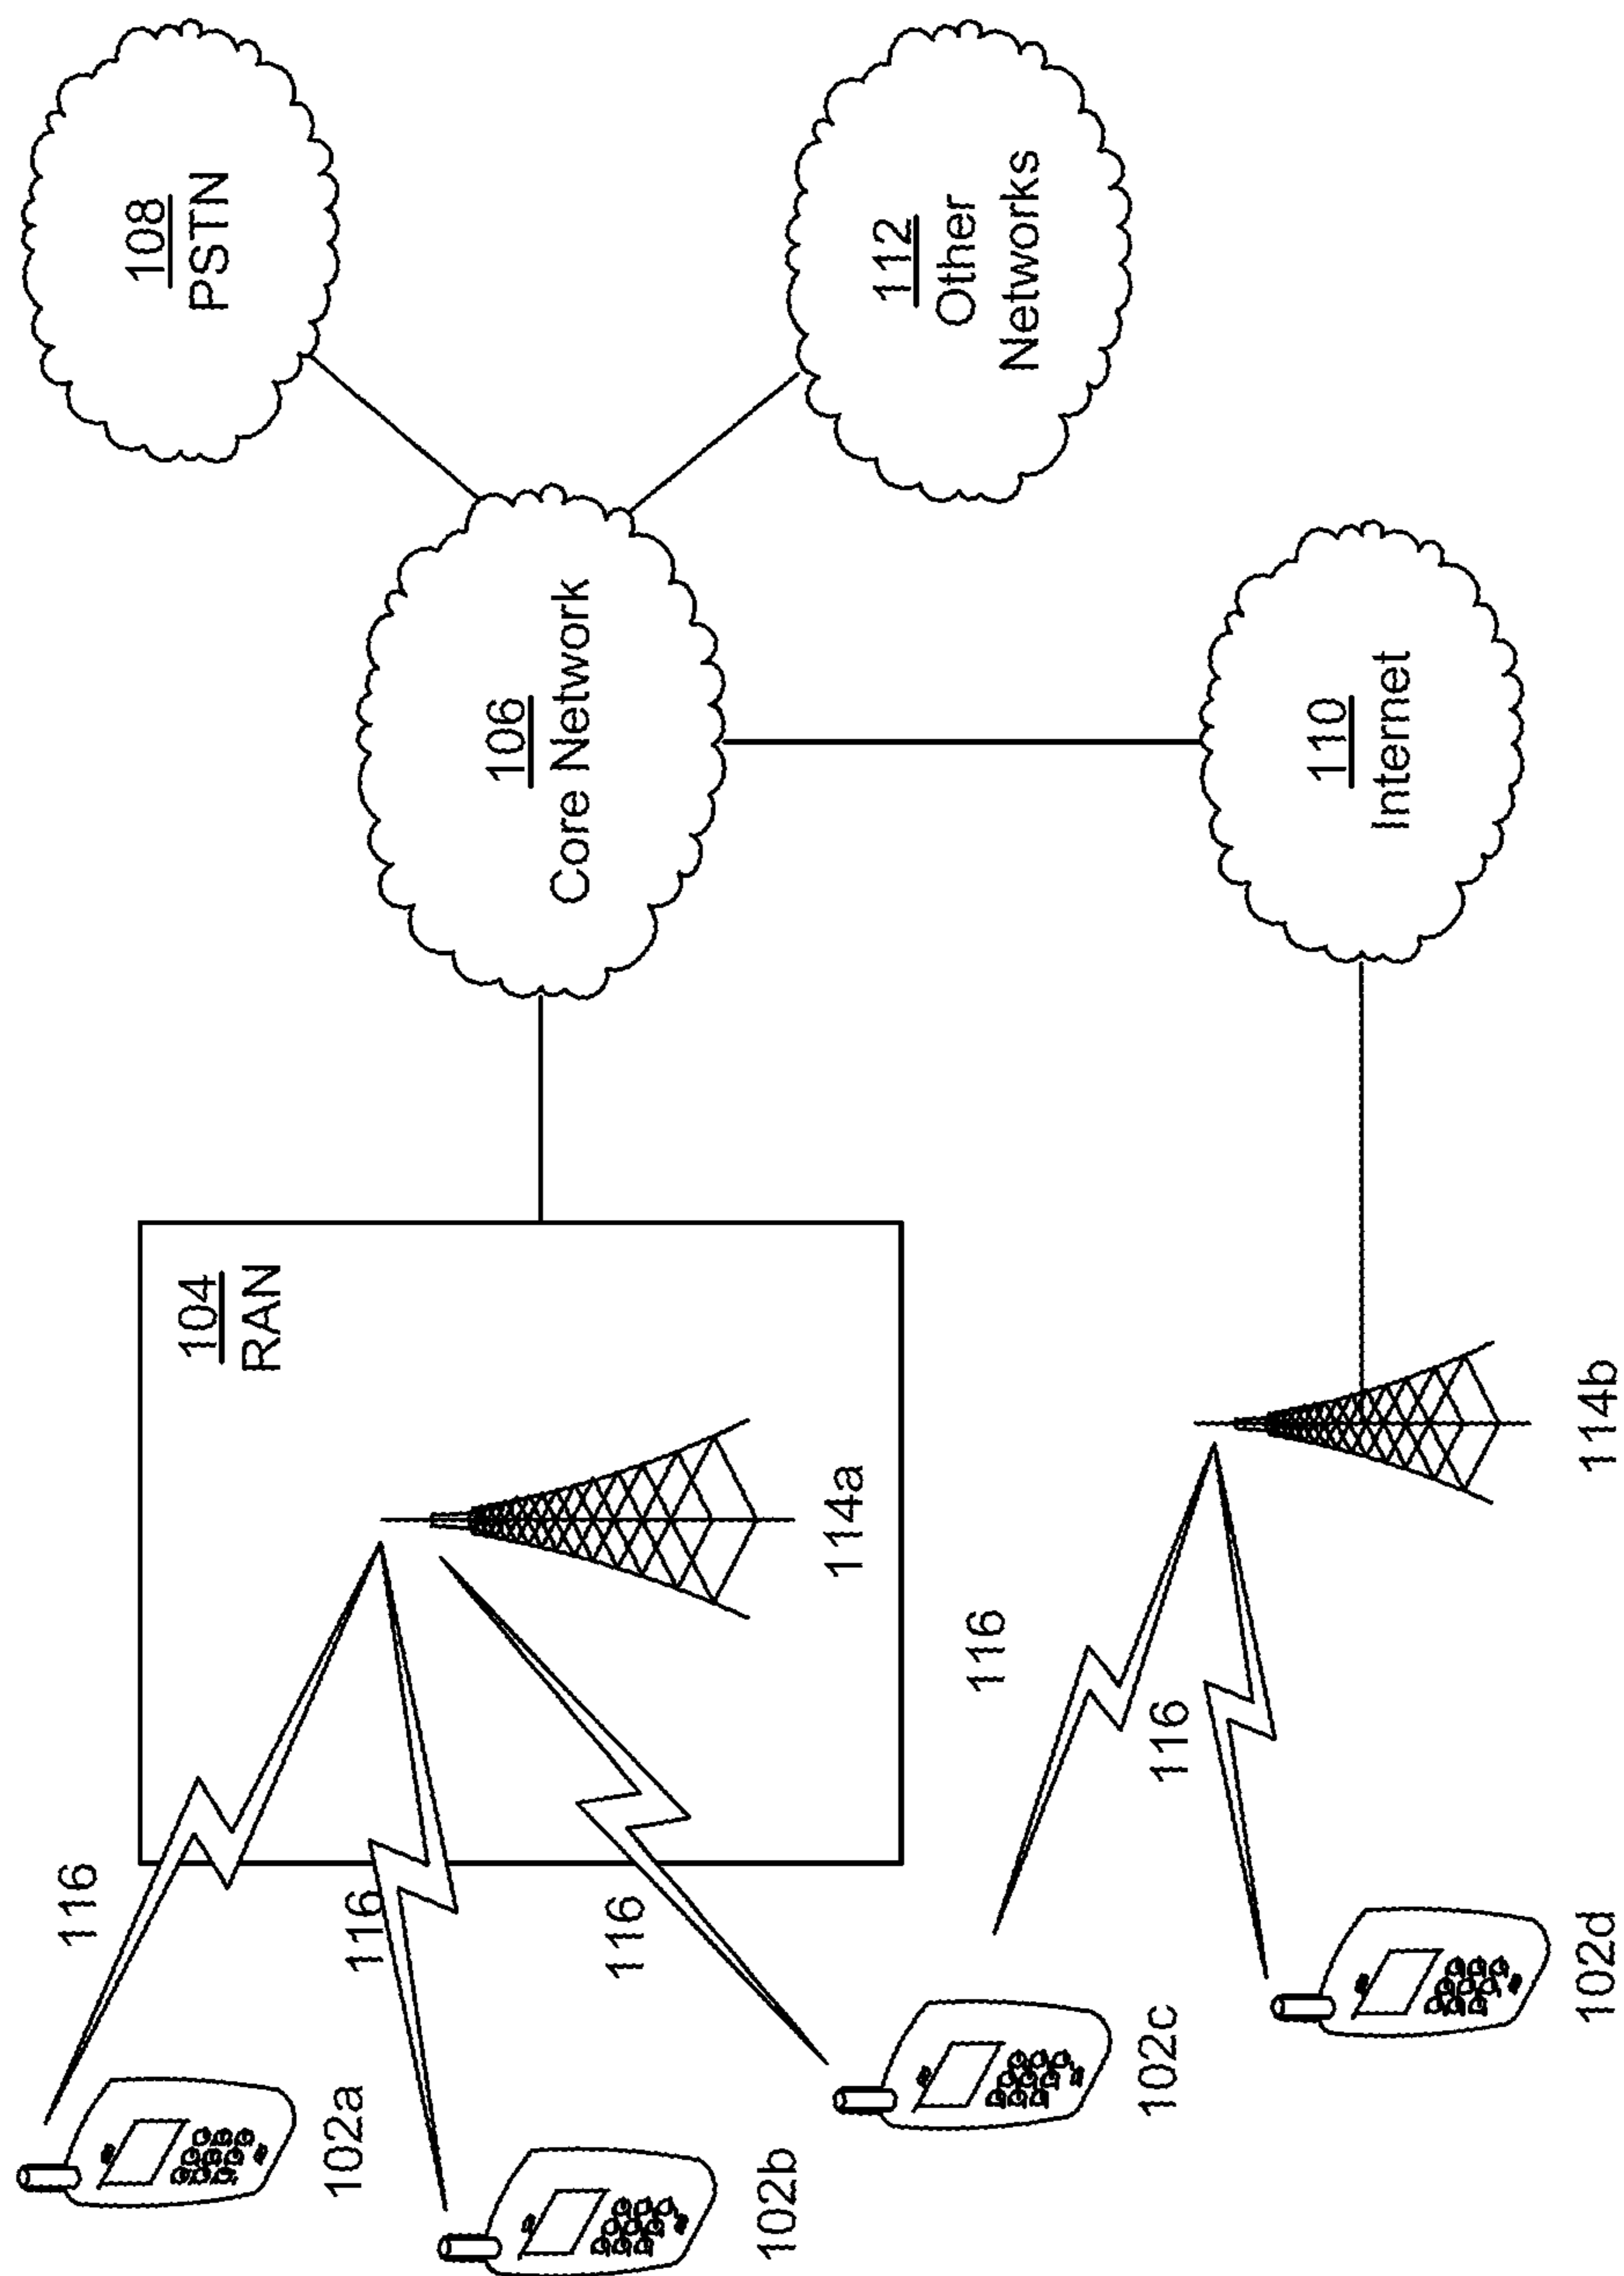 108
PSTN
106
Core Network
112
Other
Networks
104
RAN
110
Internet
114a
114b
116
116
116
116
116
102a
102b
102c
102d